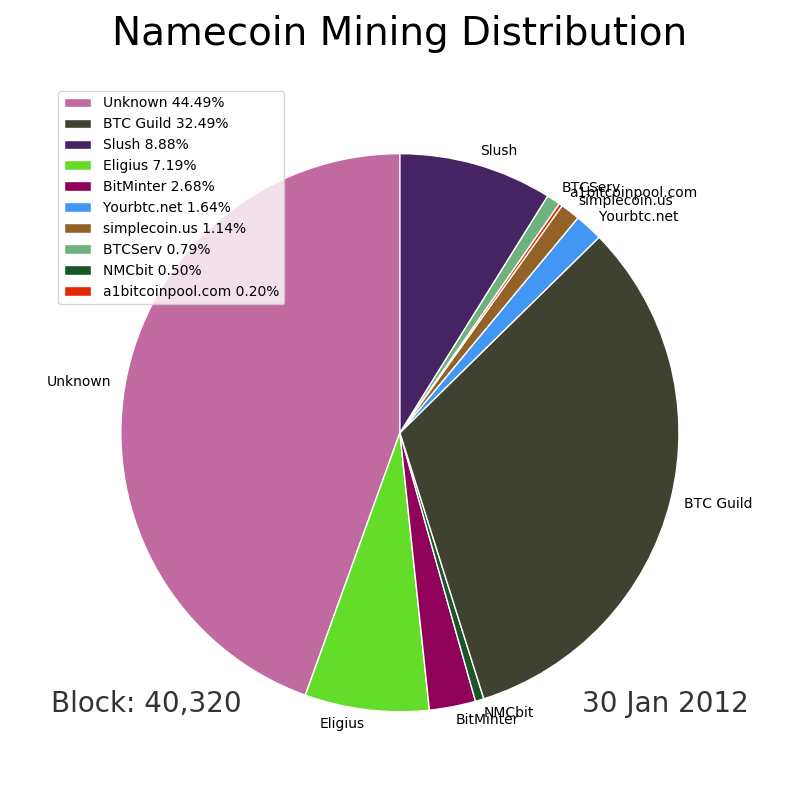 Namecoin Mining Distribution
Unknown 44.49%
BTC Guild 32.49%
Slush 8.88%
Eligius 7.19%
BitMinter 2.68%
Yourbtc.net 1.64%
simplecoin.us 1.14%
BTCServ 0.79%
NMCbit 0.50%
a1bitcoinpool.com 0.20%
Slush
BTCServ
a1bitcoinpool.com
simplecoin.us
Yourbtc.net
Unknown
BTC Guild
Block: 40,320
30 Jan 2012
NMCbit
BitMinter
Eligius